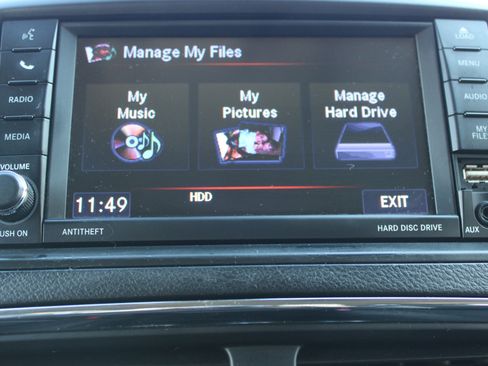 Manage My Files
LOAD
MENU
RADIO
My
Music
My
Pictures
Manage
Hard Drive
AUDIO
MEDIA
MY
FILES
VOLUME
11:49
HDD
EXIT
PUSH ON
ANTITHEFT
HARD DISC DRIVE
AUX